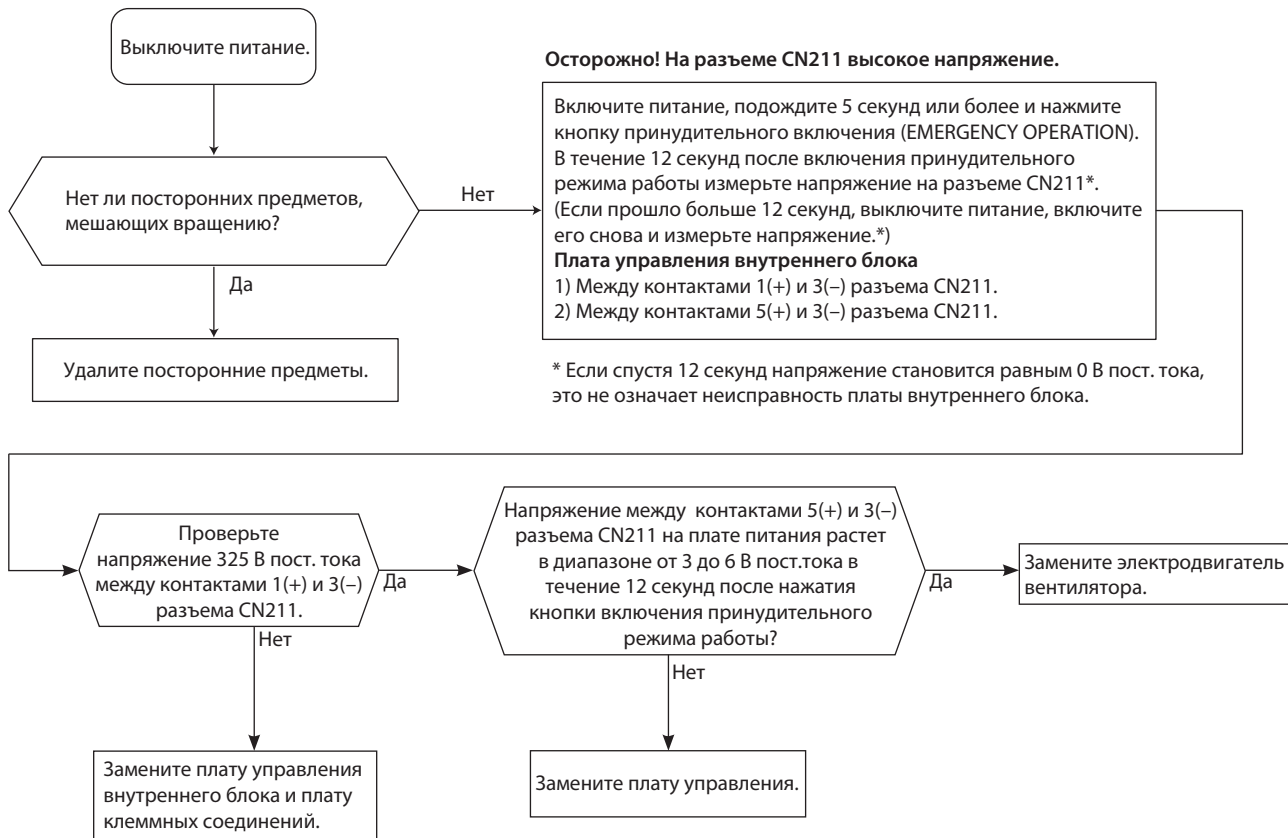 Выключите питание.
Нет ли посторонних предметов,
мешающих вращению?
Нет
Да
Удалите посторонние предметы.
Осторожно! На разъеме CN211 высокое напряжение.
Включите питание, подождите 5 секунд или более и нажмите
кнопку принудительного включения (EMERGENCY OPERATION).
В течение 12 секунд после включения принудительного
режима работы измерьте напряжение на разъеме CN211*.
(Если прошло больше 12 секунд, выключите питание, включите
его снова и измерьте напряжение.*)
Плата управления внутреннего блока
1) Между контактами 1(+) и 3(–) разъема CN211.
2) Между контактами 5(+) и 3(–) разъема CN211.
* Если спустя 12 секунд напряжение становится равным 0 В пост. тока,
это не означает неисправность платы внутреннего блока.
Проверьте
напряжение 325 В пост. тока
между контактами 1(+) и 3(–)
разъема CN211.
Да
Нет
Замените плату управления
внутреннего блока и плату
клеммных соединений.
Напряжение между контактами 5(+) и 3(–)
разъема CN211 на плате питания растет
в диапазоне от 3 до 6 В пост.тока в
течение 12 секунд после нажатия
кнопки включения принудительного
режима работы?
Да
Нет
Замените плату управления.
Замените электродвигатель
вентилятора.